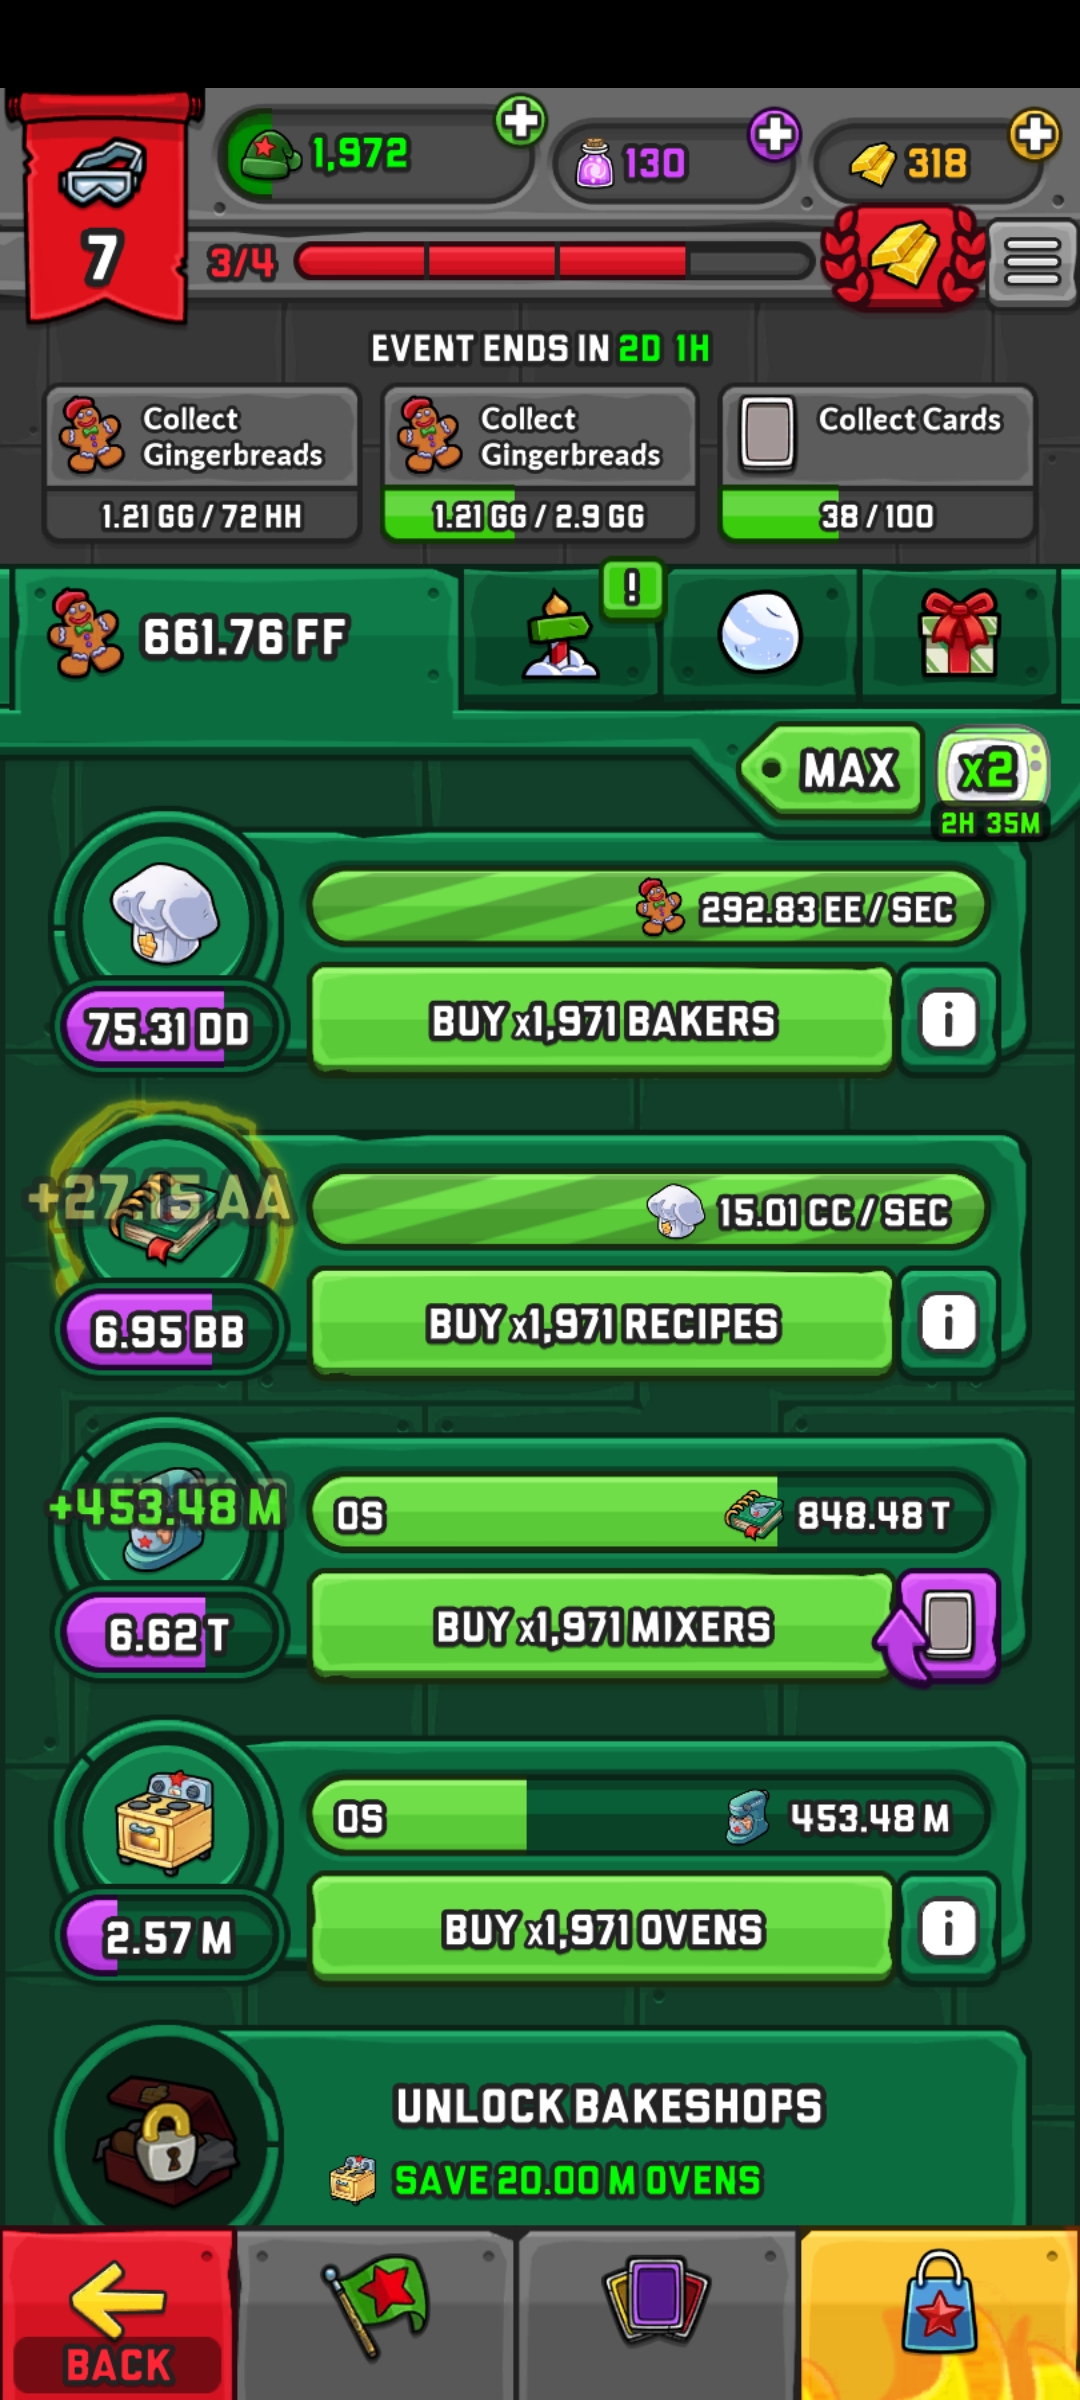 1,972
130
318
7
3/4
EVENT ENDS IN 2D 1H
Collect
Gingerbreads
1.21 GG / 72 HH
Collect
Gingerbreads
1.21 GG / 2.9 GG
Collect Cards
38 / 100
661.76 FF
!
MAX
x2
2H 35M
292.83 EE / SEC
75.31 DD
BUY x1,971 BAKERS
i
+27.15 AA
15.01 CC / SEC
6.95 BB
BUY x1,971 RECIPES
i
+453.48 M
0S
848.48 T
6.62 T
BUY x1,971 MIXERS
0S
453.48 M
2.57 M
BUY x1,971 OVENS
i
UNLOCK BAKESHOPS
SAVE 20.00 M OVENS
BACK